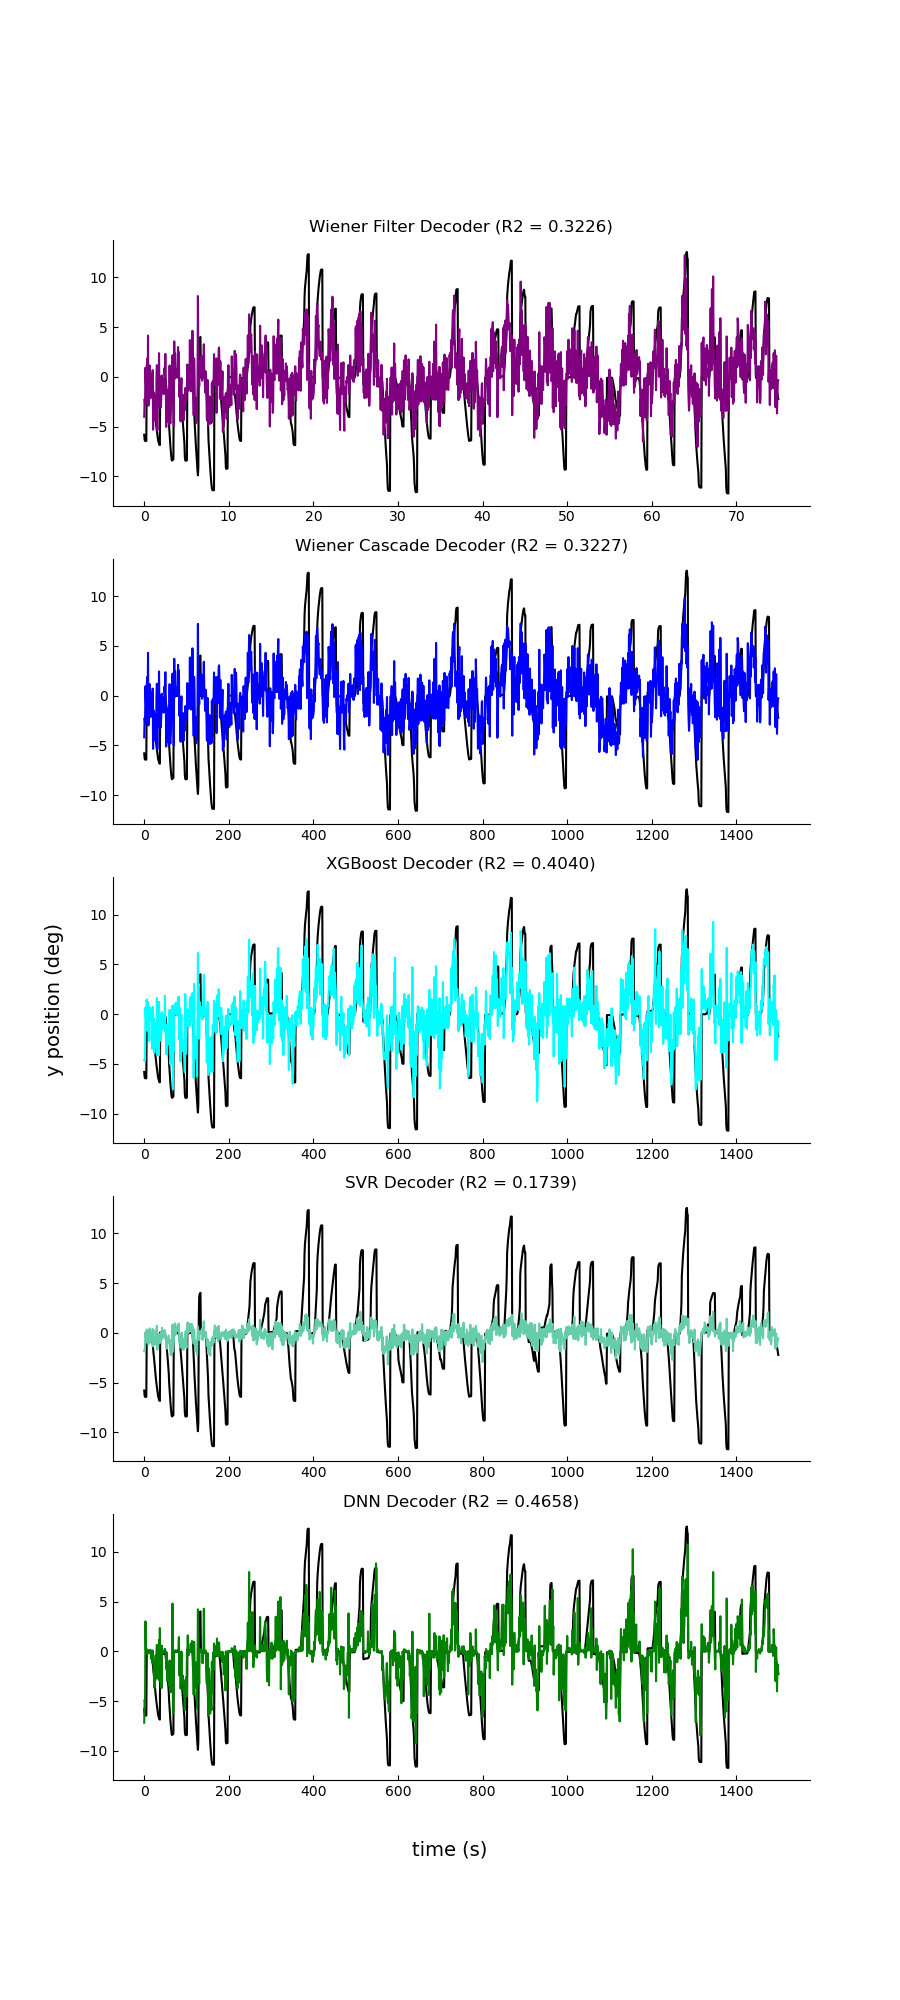 Wiener Filter Decoder (R2 = 0.3226)
10
5
0
−5
−10
0 10 20 30 40 50 60 70
Wiener Cascade Decoder (R2 = 0.3227)
10
5
0
−5
−10
0 200 400 600 800 1000 1200 1400
XGBoost Decoder (R2 = 0.4040)
10
5
0
−5
−10
0 200 400 600 800 1000 1200 1400
y position (deg)
SVR Decoder (R2 = 0.1739)
10
5
0
−5
−10
0 200 400 600 800 1000 1200 1400
DNN Decoder (R2 = 0.4658)
10
5
0
−5
−10
0 200 400 600 800 1000 1200 1400
time (s)